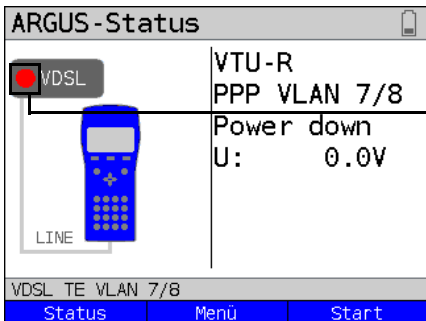 ARGUS-Status
VDSL
VTU-R
PPP VLAN 7/8
Power down
U: 0.0V
LINE
VDSL TE VLAN 7/8
Status Menü Start